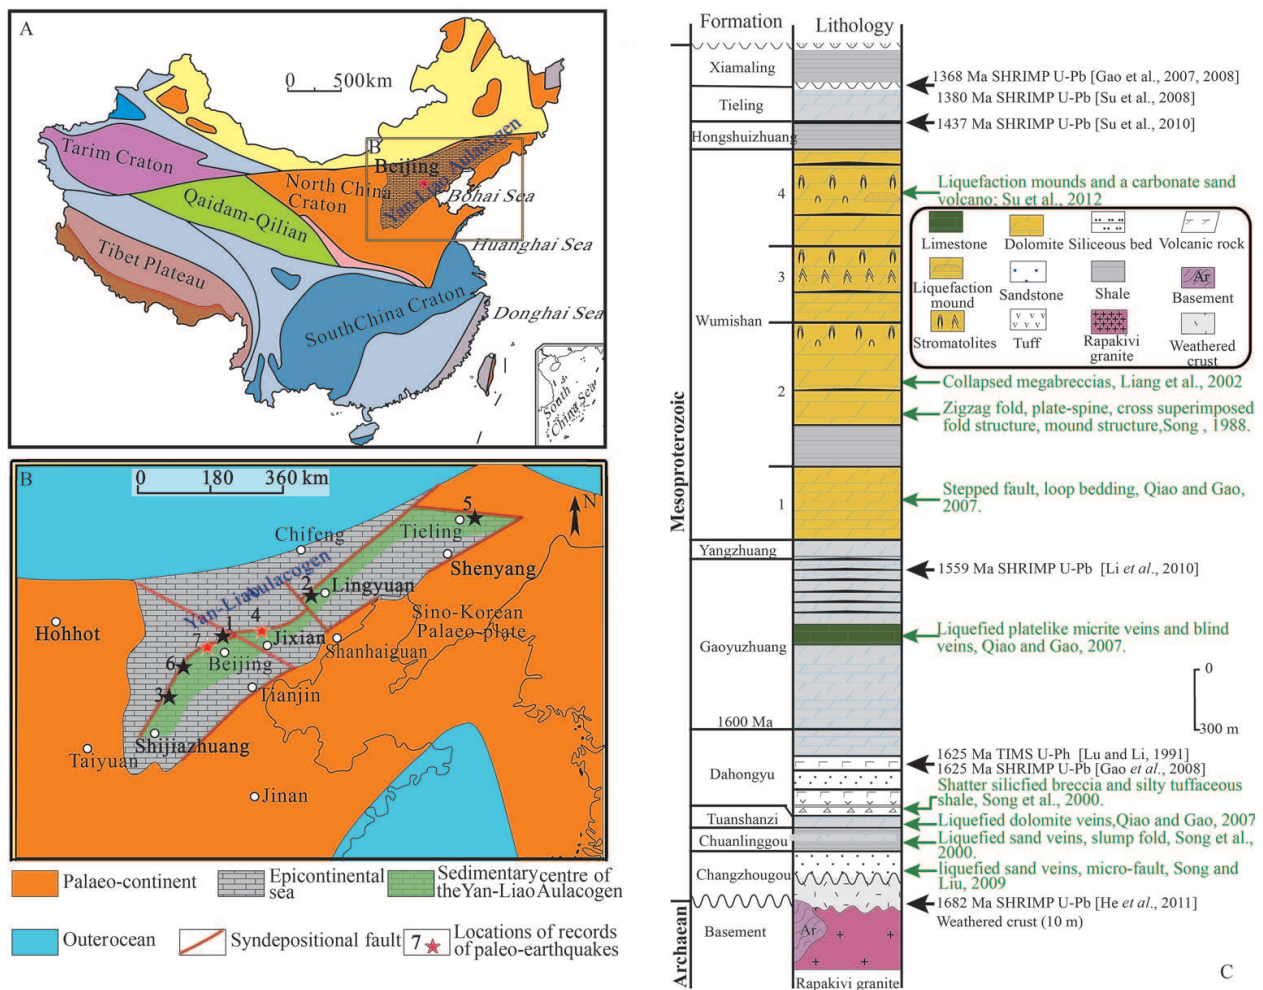 A
0 500km
Tarim Craton
Qaidam-Qilian
Tibet Plateau
North China
Craton
South China Craton
B
Beijing
Yan-Liao Aulacogen
Bohai Sea
Huanghai Sea
Donghai Sea
South
China Sea
B
0 180 360 km
N
Chifeng
5
Tieling
Shenyang
Yan-Liao
2
Lingyuan
Sino-Korean
Palaeo-plate
Hohhot
1
4
7
Jixian
Shanhaiguan
Beijing
6
3
Tianjin
Shijiazhuang
Taiyuan
Jinan
Palaeo-continent
Epicontinental
sea
Sedimentary centre of
the Yan-Liao Aulacogen
Outerocean
Syndepositional fault
7
Locations of records
of paleo-earthquakes
Formation Lithology
Mesoproterozoic
Archaean
Xiamaling
Tieling
Hongshuizhuang
4
3
Wumishan
2
1
Yangzhuang
Gaoyuzhuang
1600 Ma
Dahongyu
Tuanshanzi
Chuanlinggou
Changzhougou
Basement
Ar
Rapakivi granite
1368 Ma SHRIMP U-Pb [Gao et al., 2007, 2008]
1380 Ma SHRIMP U-Pb [Su et al., 2008]
1437 Ma SHRIMP U-Pb [Su et al., 2010]
Liquefaction mounds and a carbonate sand
volcano; Su et al., 2012
Limestone
Dolomite
Siliceous bed
Volcanic rock
Liquefaction
mound
Sandstone
Shale
Ar
Basement
Stromatolites
Tuff
Rapakivi
granite
Weathered
crust
Collapsed megabreccias, Liang et al., 2002
Zigzag fold, plate-spine, cross superimposed
fold structure, mound structure,Song , 1988.
Stepped fault, loop bedding, Qiao and Gao,
2007.
1559 Ma SHRIMP U-Pb [Li et al., 2010]
Liquefied platelike micrite veins and blind
veins, Qiao and Gao, 2007.
0
300 m
1625 Ma TIMS U-Ph [Lu and Li, 1991]
1625 Ma SHRIMP U-Pb [Gao et al., 2008]
Shatter silicfied breccia and silty tuffaceous
shale, Song et al., 2000.
Liquefied dolomite veins,Qiao and Gao, 2007
Liquefied sand veins, slump fold, Song et al.,
2000.
liquefied sand veins, micro-fault, Song and
Liu, 2009
1682 Ma SHRIMP U-Pb [He et al., 2011]
Weathered crust (10 m)
C